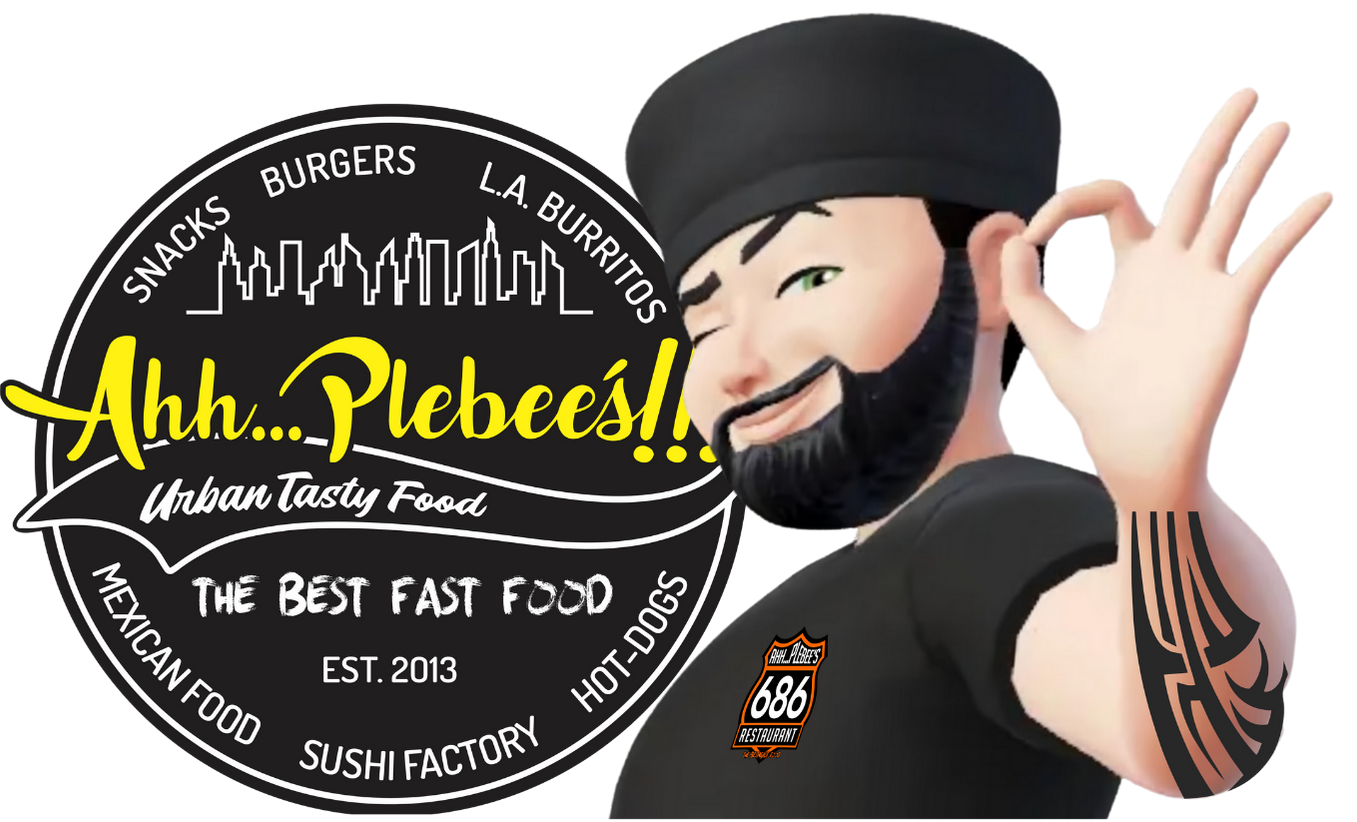 SNACKS BURGERS L.A. BURRITOS
Ahh...Plebee's!!
Urban Tasty Food
THE BEST FAST FOOD
EST. 2013
MEXICAN FOOD SUSHI FACTORY HOT-DOGS
AHH...PLEBEE'S
686
RESTAURANT